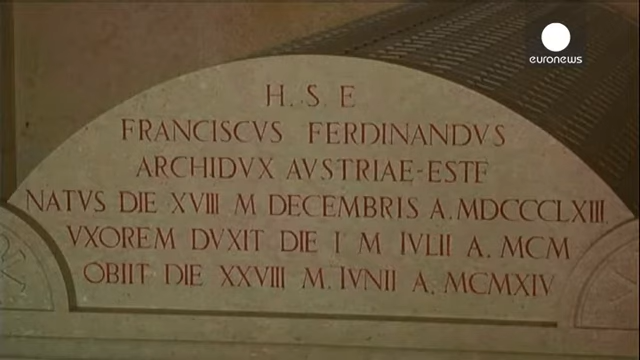 euronews
H. S. E
FRANCISCVS FERDINANDVS
ARCHIDVX AVSTRIAE-ESTE
NATVS DIE XVIII M DECEMBRIS A. MDCCCLXIII
VXOREM DVXIT DIE I M IVLII A. MCM
OBIIT DIE XXVIII M. IVNII A. MCMXIV